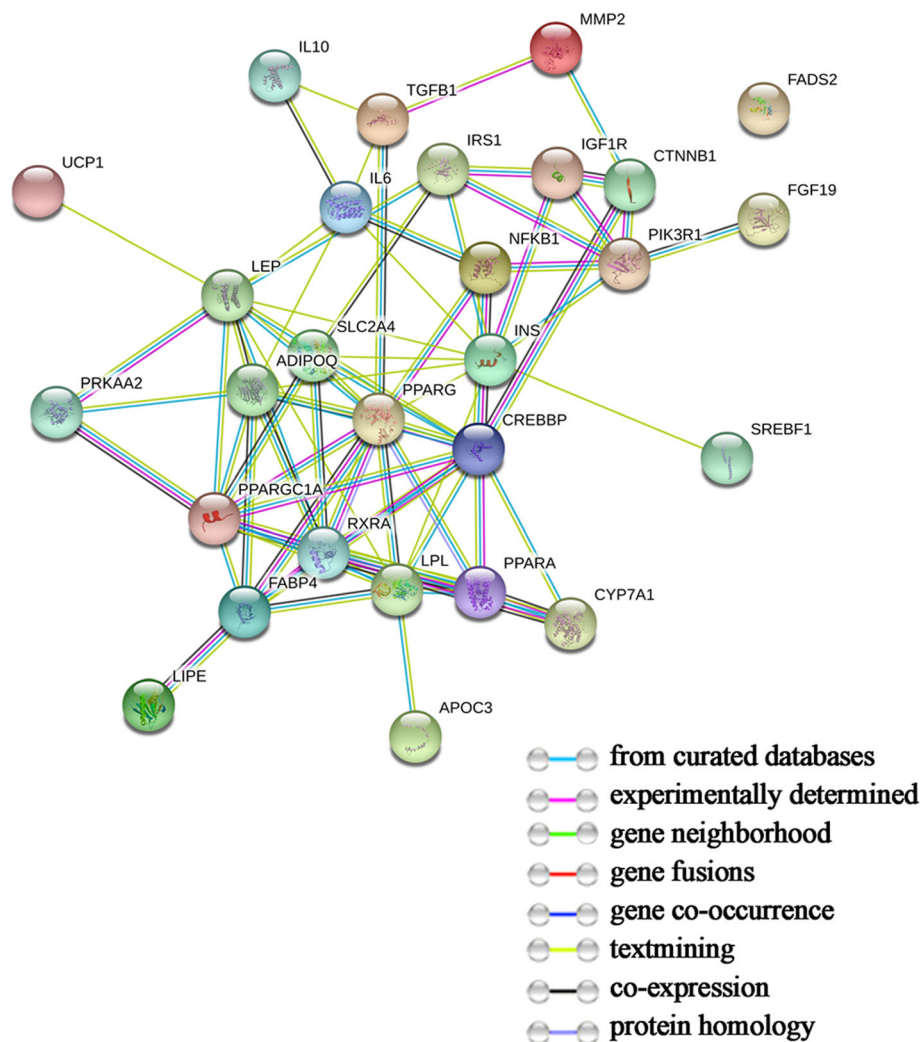 MMP2
IL10
FADS2
TGFB1
IRS1
IGF1R
CTNNB1
UCP1
IL6
FGF19
NFKB1
PIK3R1
LEP
SLC2A4
INS
ADIPOQ
PRKAA2
PPARG
CREBBP
SREBF1
PPARGC1A
RXRA
LPL
PPARA
FABP4
CYP7A1
LIPE
APOC3
from curated databases
experimentally determined
gene neighborhood
gene fusions
gene co-occurrence
textmining
co-expression
protein homology